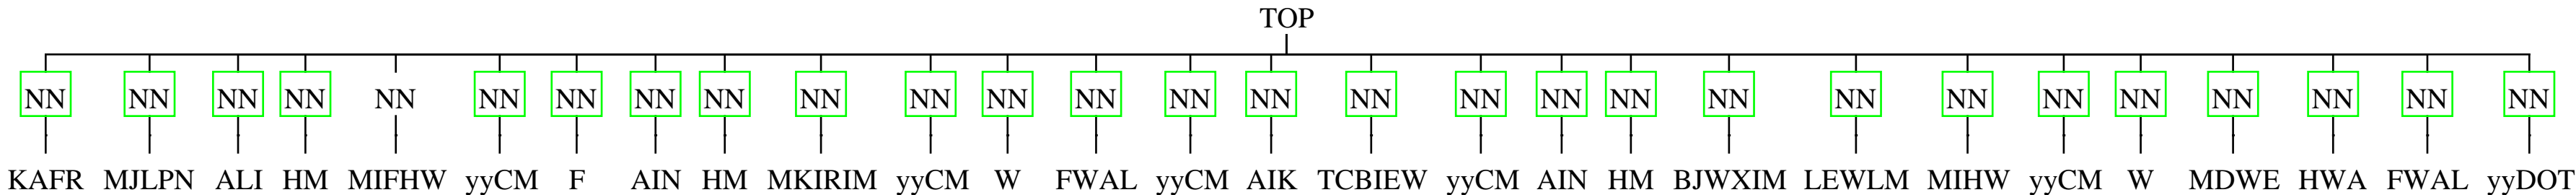 TOP
NN NN NN NN NN NN NN NN NN NN NN NN NN NN NN NN NN NN NN NN NN NN NN NN NN NN NN NN
KAFR MJLPN ALI HM MIFHW yyCM F AIN HM MKIRIM yyCM W FWAL yyCM AIK TCBIEW yyCM AIN HM BJWXIM LEWLM MIHW yyCM W MDWE HWA FWAL yyDOT